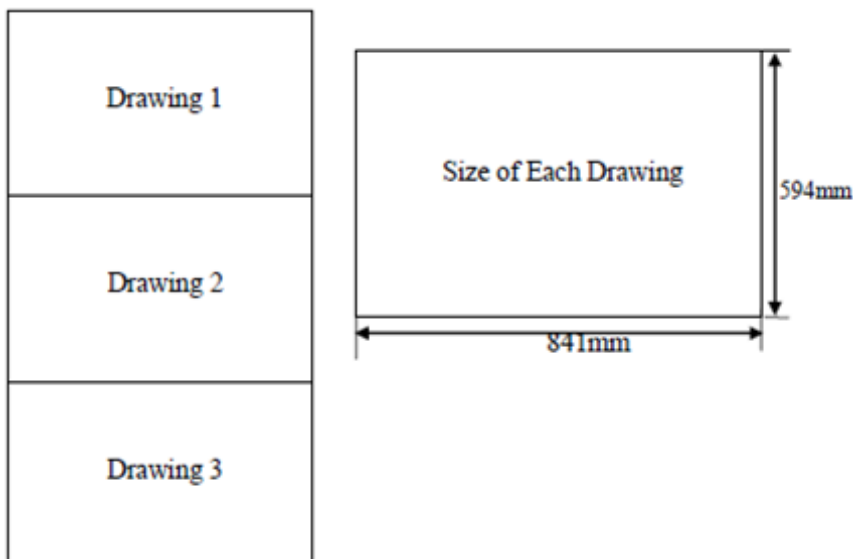 Drawing 1
Size of Each Drawing
594mm
Drawing 2
841mm
Drawing 3